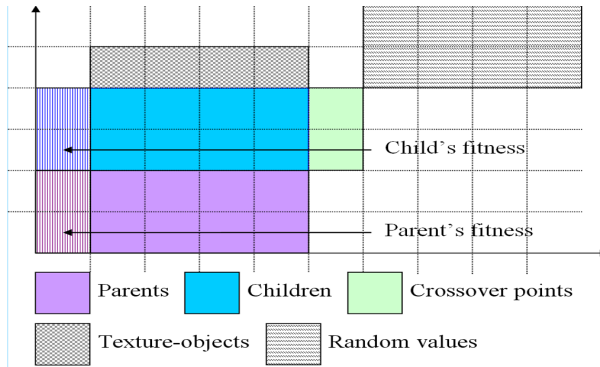 Child's fitness
Parent's fitness
Parents Children Crossover points
Texture-objects Random values